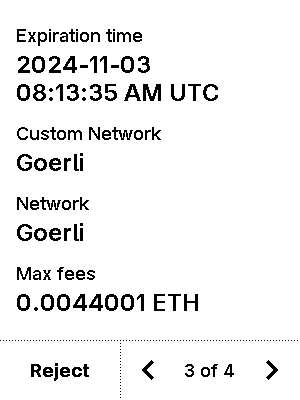 Expiration time
2024-11-03
08:13:35 AM UTC
Custom Network
Goerli
Network
Goerli
Max fees
0.0044001 ETH
Reject
3 of 4